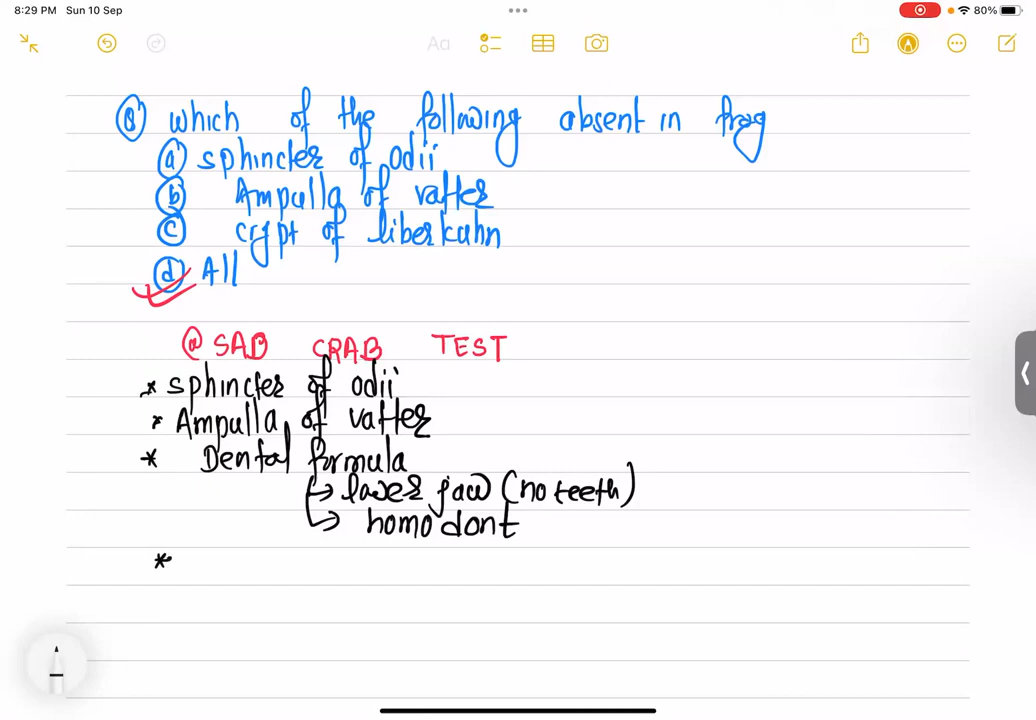 8:29 PM Sun 10 Sep
80%
Aa
Q which of the following absent in frog
a sphincter of odii
b Ampulla of vatter
c crypt of liberkahn
d All
@ SAD CRAB TEST
* sphincter of odii
* Ampulla of vatter
* Dental formula
↳ lower jaw (no teeth)
↳ homodont
*